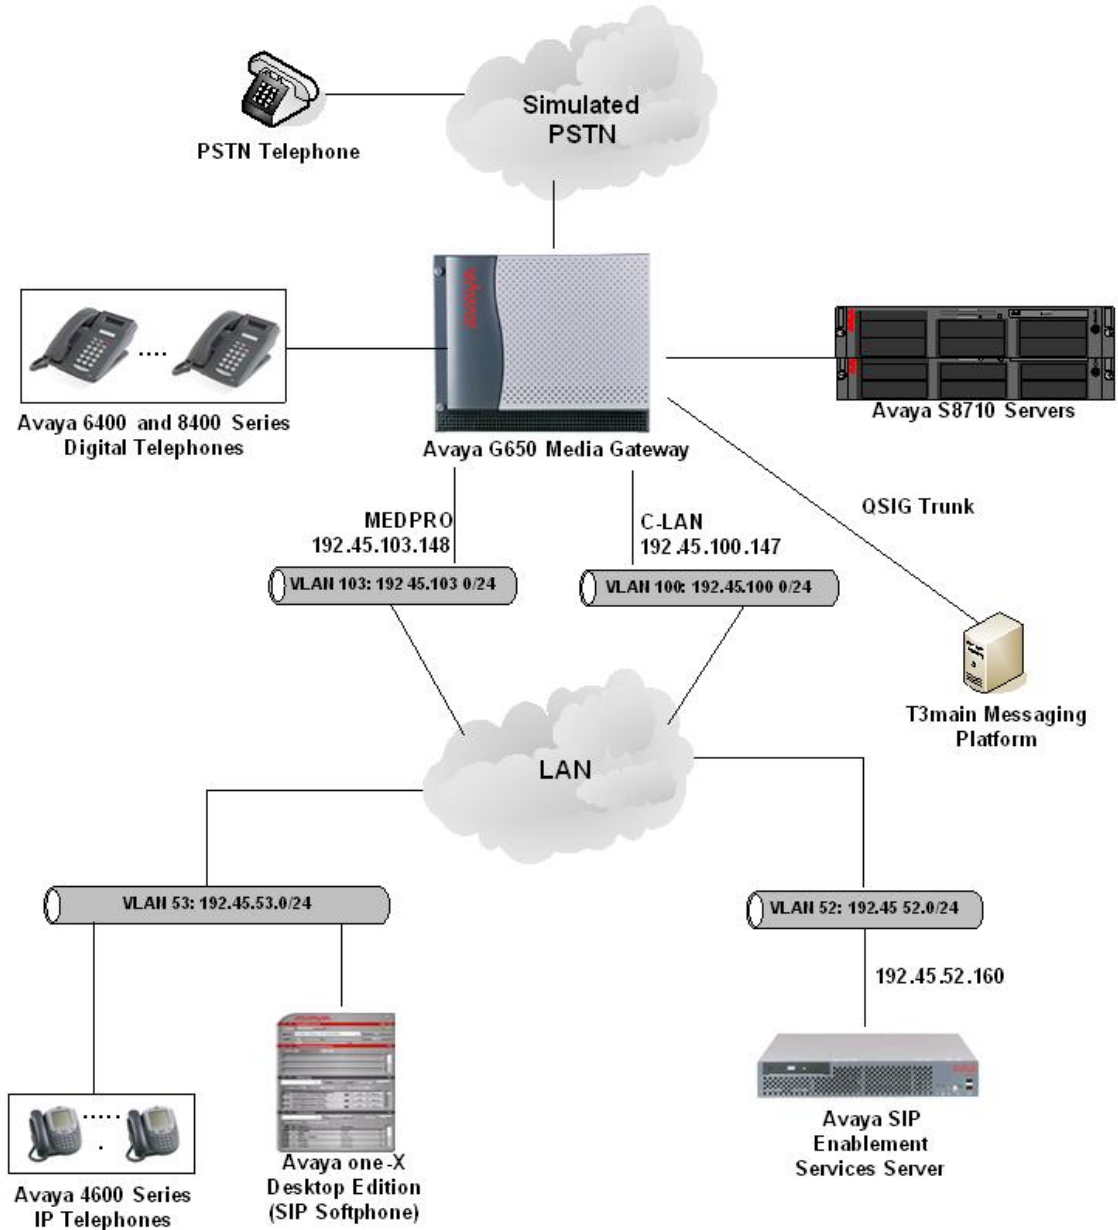 Simulated
PSTN
PSTN Telephone
AVAYA
Avaya 6400 and 8400 Series
Digital Telephones
Avaya G650 Media Gateway
Avaya S8710 Servers
QSIG Trunk
MEDPRO
192.45.103.148
C-LAN
192.45.100.147
VLAN 103: 192 45.103 0/24
VLAN 100: 192.45.100 0/24
T3main Messaging
Platform
LAN
VLAN 53: 192.45.53.0/24
VLAN 52: 192.45 52.0/24
192.45.52.160
Avaya 4600 Series
IP Telephones
Avaya one-X
Desktop Edition
(SIP Softphone)
Avaya SIP
Enablement
Services Server